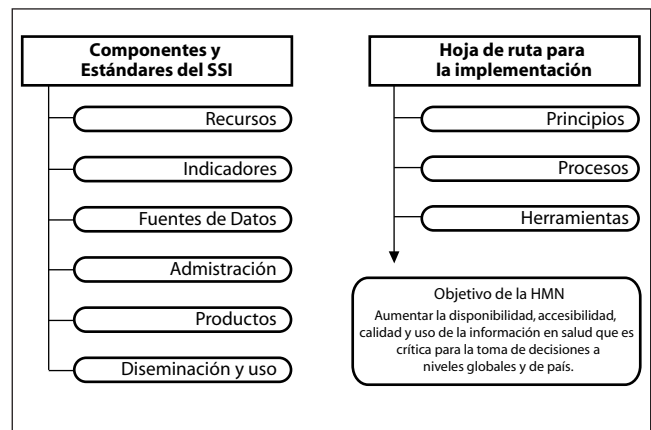 Componentes y
Estándares del SSI
Recursos
Indicadores
Fuentes de Datos
Admistración
Productos
Diseminación y uso
Hoja de ruta para
la implementación
Principios
Procesos
Herramientas
Objetivo de la HMN
Aumentar la disponibilidad, accesibilidad,
calidad y uso de la información en salud que es
crítica para la toma de decisiones a
niveles globales y de país.